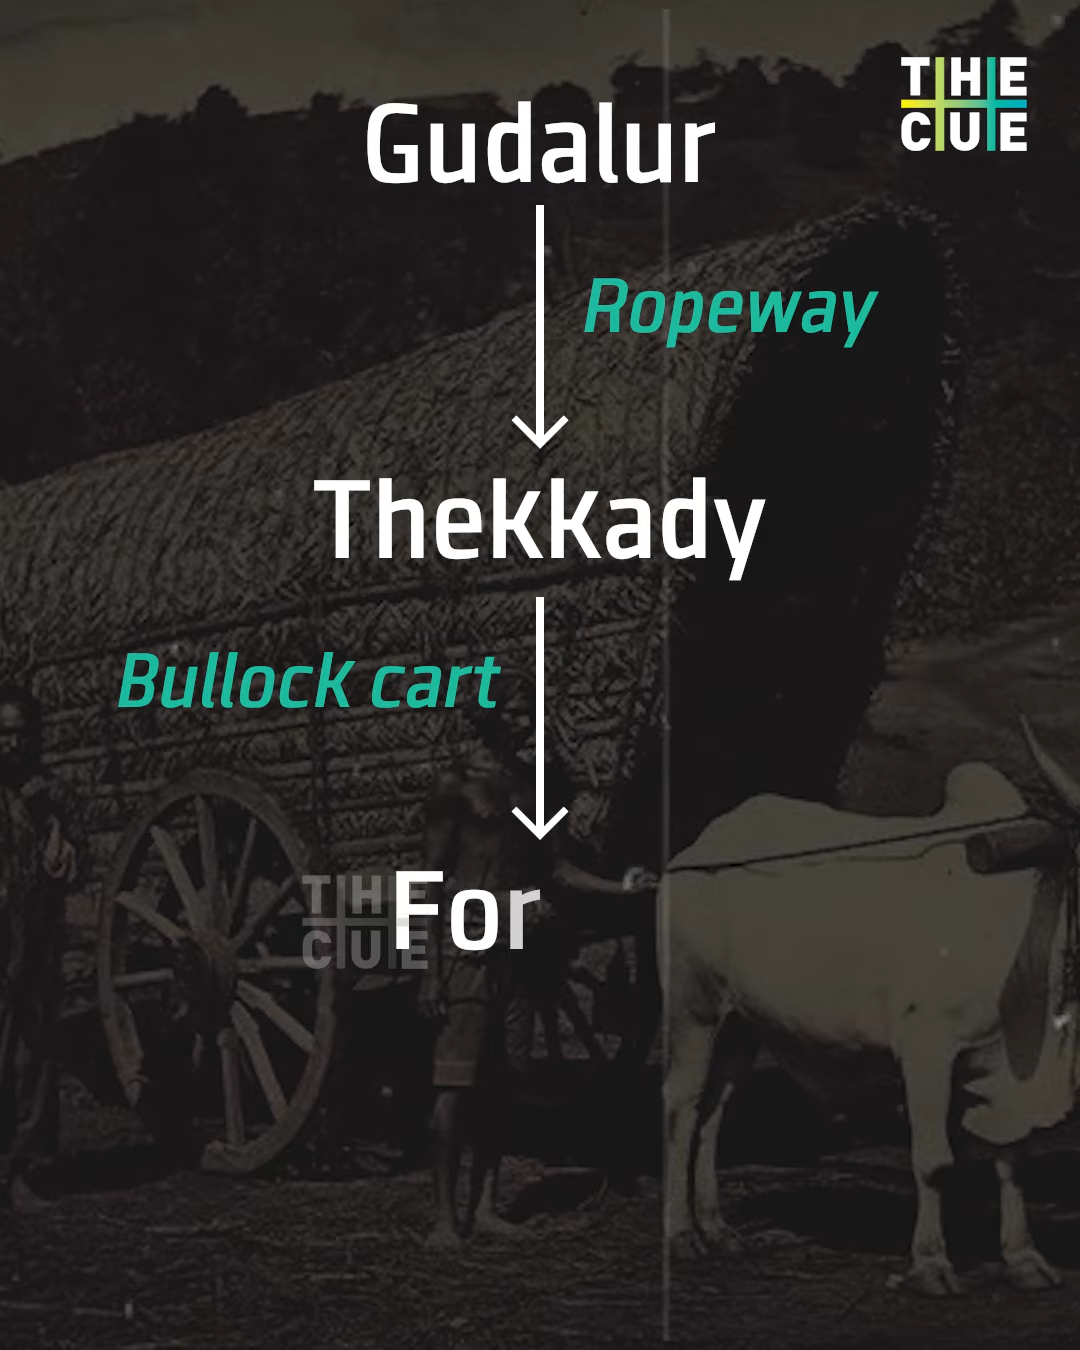 THE
CUE
Gudalur
Ropeway
Thekkady
Bullock cart
For
THE
CUE